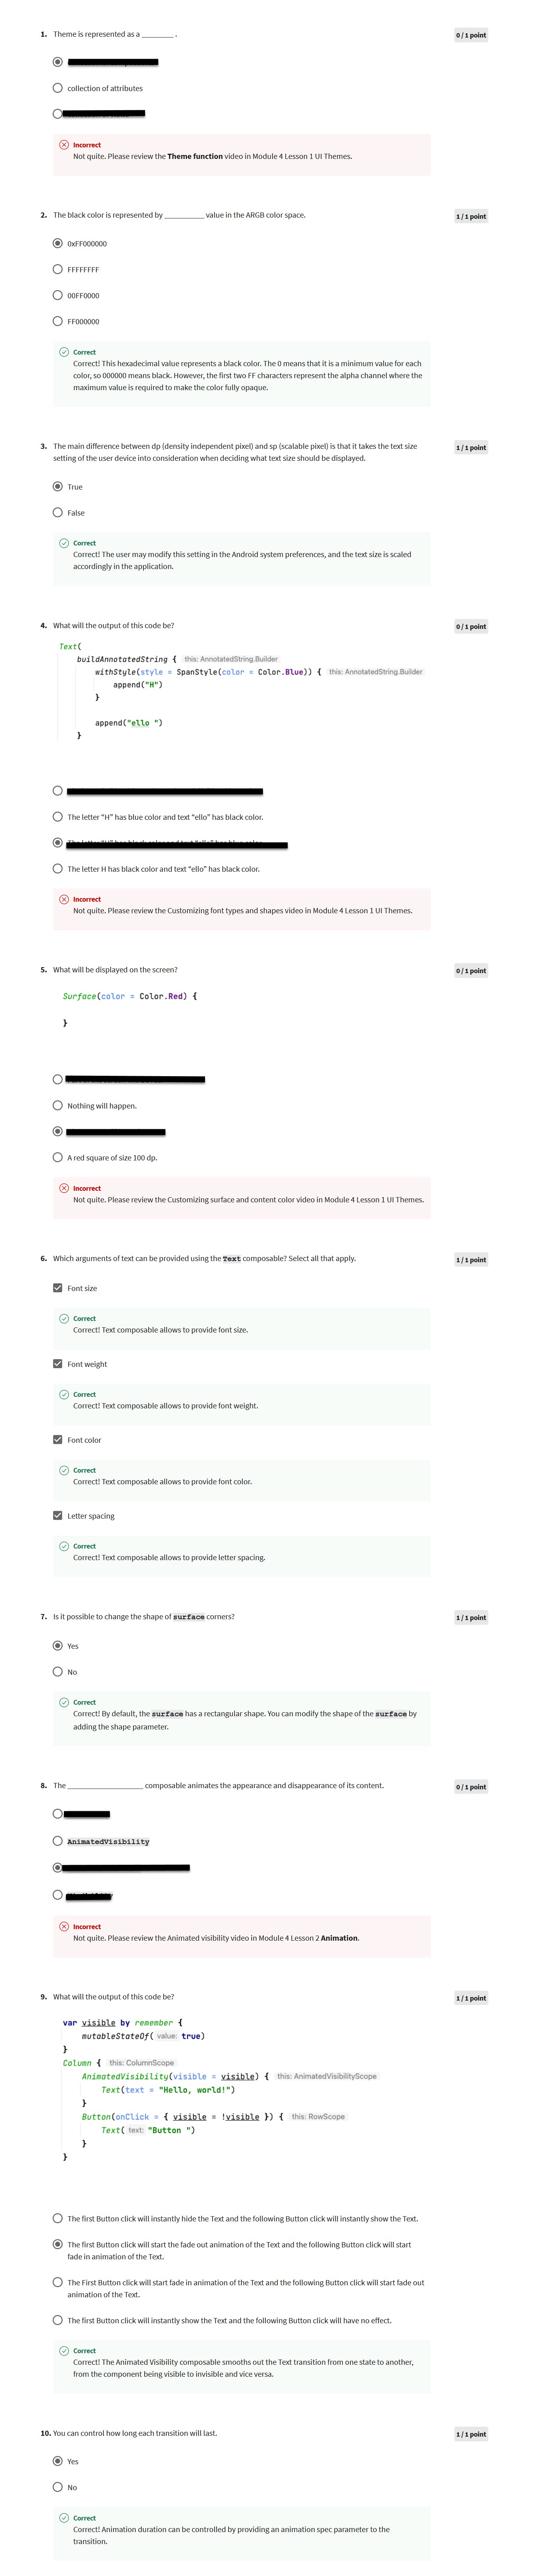 1. Theme is represented as a ________ .
0 / 1 point
collection of attributes
Incorrect
Not quite. Please review the Theme function video in Module 4 Lesson 1 UI Themes.
2. The black color is represented by __________ value in the ARGB color space.
1 / 1 point
0xFF000000
FFFFFFFF
00FF0000
FF000000
Correct
Correct! This hexadecimal value represents a black color. The 0 means that it is a minimum value for each
color, so 000000 means black. However, the first two FF characters represent the alpha channel where the
maximum value is required to make the color fully opaque.
3. The main difference between dp (density independent pixel) and sp (scalable pixel) is that it takes the text size
setting of the user device into consideration when deciding what text size should be displayed.
1 / 1 point
True
False
Correct
Correct! The user may modify this setting in the Android system preferences, and the text size is scaled
accordingly in the application.
4. What will the output of this code be?
0 / 1 point
Text(
buildAnnotatedString { this: AnnotatedString.Builder
withStyle(style = SpanStyle(color = Color.Blue)) { this: AnnotatedString.Builder
append("H")
}
append("ello ")
}
The letter "H" has blue color and text "ello" has black color.
The letter H has black color and text "ello" has black color.
Incorrect
Not quite. Please review the Customizing font types and shapes video in Module 4 Lesson 1 UI Themes.
5. What will be displayed on the screen?
0 / 1 point
Surface(color = Color.Red) {
}
Nothing will happen.
A red square of size 100 dp.
Incorrect
Not quite. Please review the Customizing surface and content color video in Module 4 Lesson 1 UI Themes.
6. Which arguments of text can be provided using the Text composable? Select all that apply.
1 / 1 point
Font size
Correct
Correct! Text composable allows to provide font size.
Font weight
Correct
Correct! Text composable allows to provide font weight.
Font color
Correct
Correct! Text composable allows to provide font color.
Letter spacing
Correct
Correct! Text composable allows to provide letter spacing.
7. Is it possible to change the shape of surface corners?
1 / 1 point
Yes
No
Correct
Correct! By default, the surface has a rectangular shape. You can modify the shape of the surface by
adding the shape parameter.
8. The ___________________ composable animates the appearance and disappearance of its content.
0 / 1 point
AnimatedVisibility
Incorrect
Not quite. Please review the Animated visibility video in Module 4 Lesson 2 Animation.
9. What will the output of this code be?
1 / 1 point
var visible by remember {
mutableStateOf( value: true)
}
Column { this: ColumnScope
AnimatedVisibility(visible = visible) { this: AnimatedVisibilityScope
Text(text = "Hello, world!")
}
Button(onClick = { visible = !visible }) { this: RowScope
Text( text: "Button ")
}
}
The first Button click will instantly hide the Text and the following Button click will instantly show the Text.
The first Button click will start the fade out animation of the Text and the following Button click will start
fade in animation of the Text.
The First Button click will start fade in animation of the Text and the following Button click will start fade out
animation of the Text.
The first Button click will instantly show the Text and the following Button click will have no effect.
Correct
Correct! The Animated Visibility composable smooths out the Text transition from one state to another,
from the component being visible to invisible and vice versa.
10. You can control how long each transition will last.
1 / 1 point
Yes
No
Correct
Correct! Animation duration can be controlled by providing an animation spec parameter to the
transition.